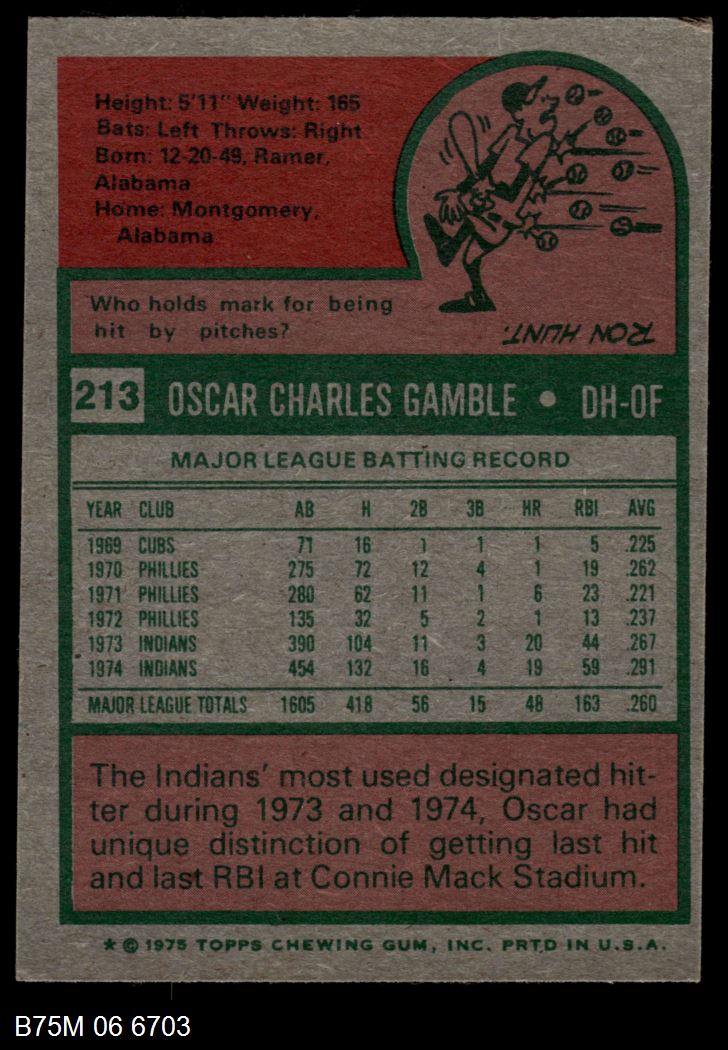 Height: 5'11" Weight: 165
Bats: Left Throws: Right
Born: 12-20-49, Ramer,
Alabama
Home: Montgomery,
Alabama
Who holds mark for being
hit by pitches?
RON HUNT.
213 OSCAR CHARLES GAMBLE • DH-OF
MAJOR LEAGUE BATTING RECORD
YEAR CLUB AB H 2B 3B HR RBI AVG
1969 CUBS 71 16 1 1 1 5 .225
1970 PHILLIES 275 72 12 4 1 19 .262
1971 PHILLIES 280 62 11 1 6 23 .221
1972 PHILLIES 135 32 5 2 1 13 .237
1973 INDIANS 390 104 11 3 20 44 .267
1974 INDIANS 454 132 16 4 19 59 .291
MAJOR LEAGUE TOTALS 1605 418 56 15 48 163 .260
The Indians' most used designated hit-
ter during 1973 and 1974, Oscar had
unique distinction of getting last hit
and last RBI at Connie Mack Stadium.
* © 1975 TOPPS CHEWING GUM, INC. PRTD IN U.S.A.
B75M 06 6703